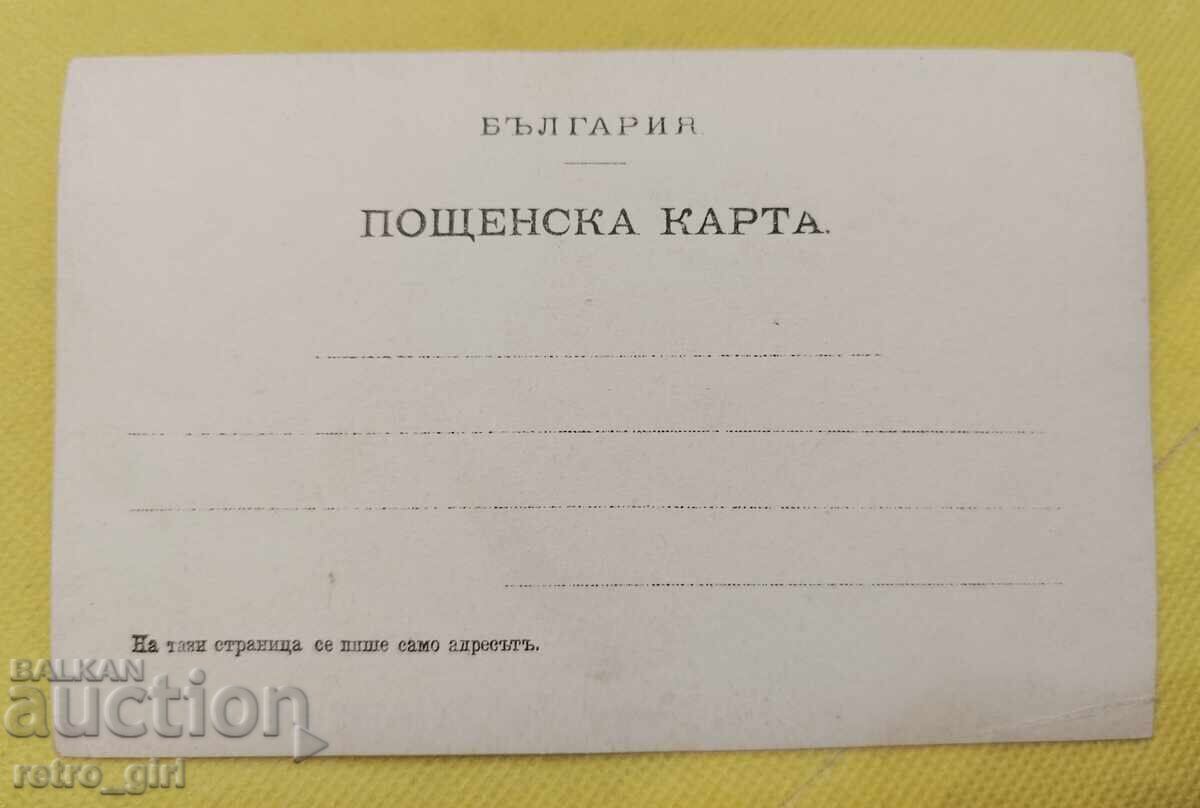 БЪЛГАРИЯ
ПОЩЕНСКА КАРТА.
На тази страница се пише само адресътъ.
BALKAN
auction
retro_girl